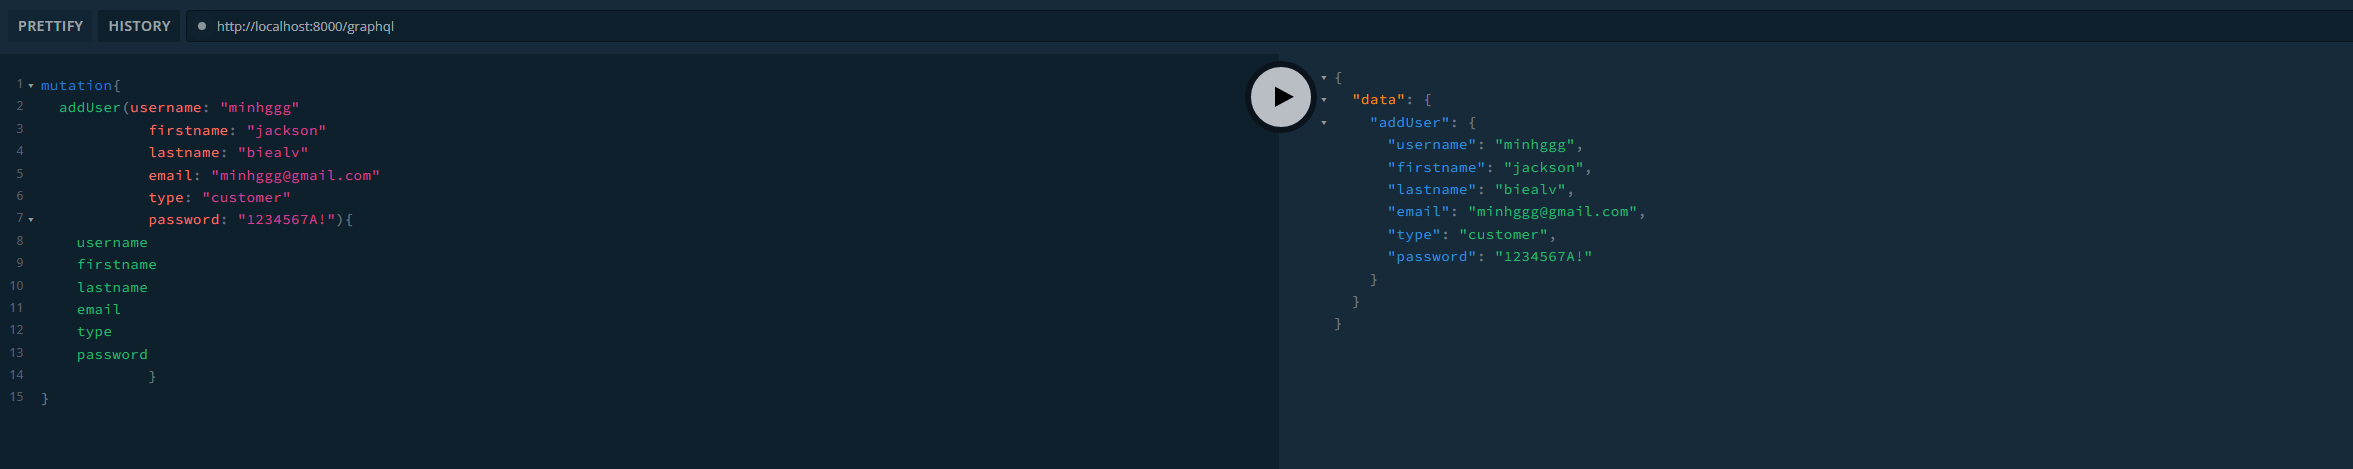 PRETTIFY HISTORY http://localhost:8000/graphql
1 mutation{
2 addUser(username: "minhggg"
3 firstname: "jackson"
4 lastname: "biealv"
5 email: "minhggg@gmail.com"
6 type: "customer"
7 password: "1234567A!"){
8 username
9 firstname
10 lastname
11 email
12 type
13 password
14 }
15 }
{
"data": {
"addUser": {
"username": "minhggg",
"firstname": "jackson",
"lastname": "biealv",
"email": "minhggg@gmail.com",
"type": "customer",
"password": "1234567A!"
}
}
}